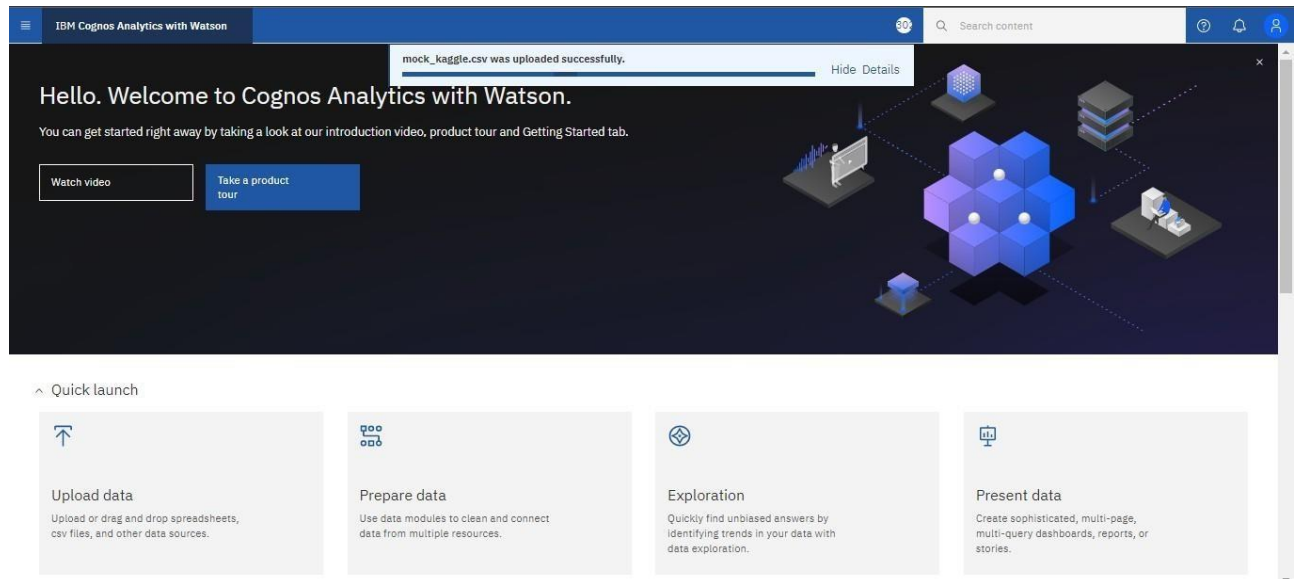 IBM Cognos Analytics with Watson
30
Search content
mock_kaggle.csv was uploaded successfully.
Hide Details
Hello. Welcome to Cognos Analytics with Watson.
You can get started right away by taking a look at our introduction video, product tour and Getting Started tab.
Watch video
Take a product
tour
Quick launch
Upload data
Upload or drag and drop spreadsheets,
csv files, and other data sources.
Prepare data
Use data modules to clean and connect
data from multiple resources.
Exploration
Quickly find unbiased answers by
identifying trends in your data with
data exploration.
Present data
Create sophisticated, multi-page,
multi-query dashboards, reports, or
stories.